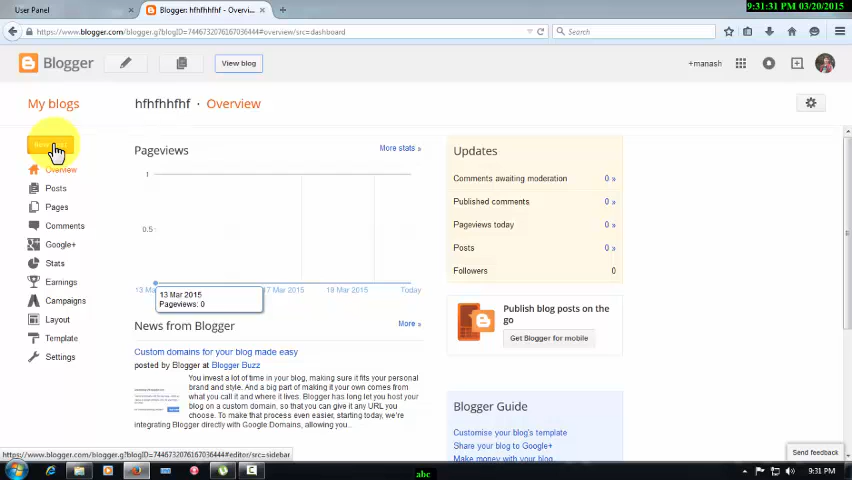 User Panel
Blogger: hfhfhhfhf - Overvi...
9:31:31 PM 03/20/2015
https://www.blogger.com/blogger.g?blogID=7446732076167036444#overview/src=dashboard
Search
Blogger
View blog
+manash
My blogs
hfhfhhfhf · Overview
Overview
Posts
Pages
Comments
Google+
Stats
Earnings
Campaigns
Layout
Template
Settings
Pageviews
More stats »
1
0.5
13 Ma
17 Mar 2015
19 Mar 2015
Today
13 Mar 2015
Pageviews: 0
News from Blogger
More »
Custom domains for your blog made easy
posted by Blogger at Blogger Buzz
You invest a lot of time in your blog, making sure it fits your personal
brand and style. And a big part of making it your own comes from
what you call it and where it lives. Blogger has long let you host your
blog on a custom domain, so that you can give it any URL you
choose. To make that process even easier, starting today, we're
integrating Blogger directly with Google Domains, allowing you..
Updates
Comments awaiting moderation 0 »
Published comments 0 »
Pageviews today 0 »
Posts 0 »
Followers 0
Publish blog posts on the
go
Get Blogger for mobile
Blogger Guide
Customise your blog's template
Share your blog to Google+
Make money with your blog
Send feedback
https://www.blogger.com/blogger.g?blogID=7446732076167036444#editor/src=sidebar
abc
9:31 PM